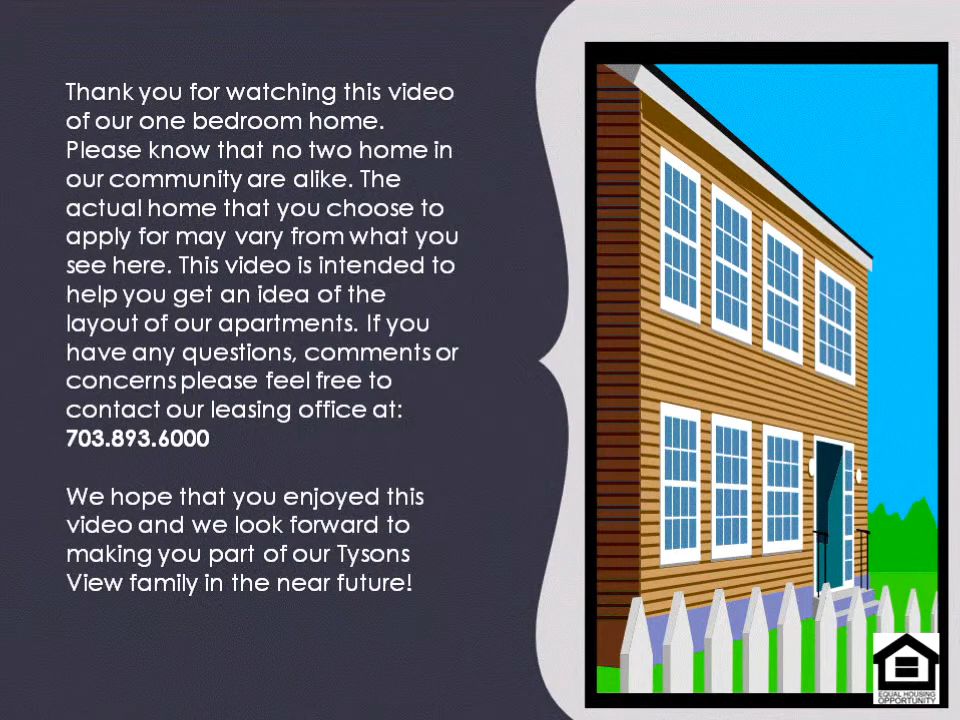 Thank you for watching this video
of our one bedroom home.
Please know that no two home in
our community are alike. The
actual home that you choose to
apply for may vary from what you
see here. This video is intended to
help you get an idea of the
layout of our apartments. If you
have any questions, comments or
concerns please feel free to
contact our leasing office at:
703.893.6000
We hope that you enjoyed this
video and we look forward to
making you part of our Tysons
View family in the near future!
EQUAL HOUSING
OPPORTUNITY